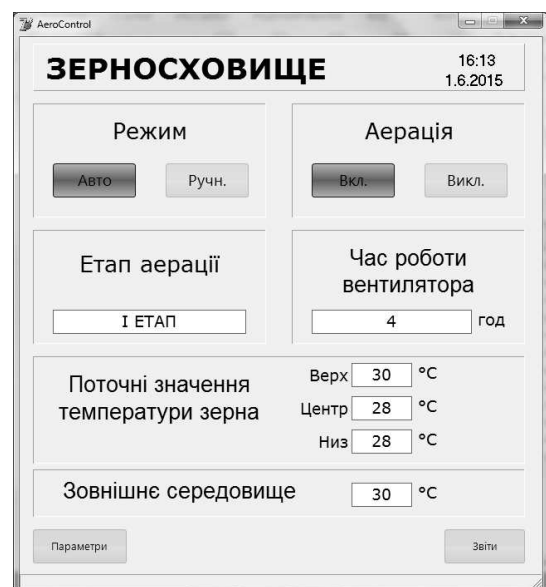 AeroControl
ЗЕРНОСХОВИЩЕ
16:13
1.6.2015
Режим
Авто Ручн.
Аерація
Вкл. Викл.
Етап аерації
І ЕТАП
Час роботи
вентилятора
4 год
Поточні значення
температури зерна
Верх 30 °C
Центр 28 °C
Низ 28 °C
Зовнішнє середовище 30 °C
Параметри Звіти